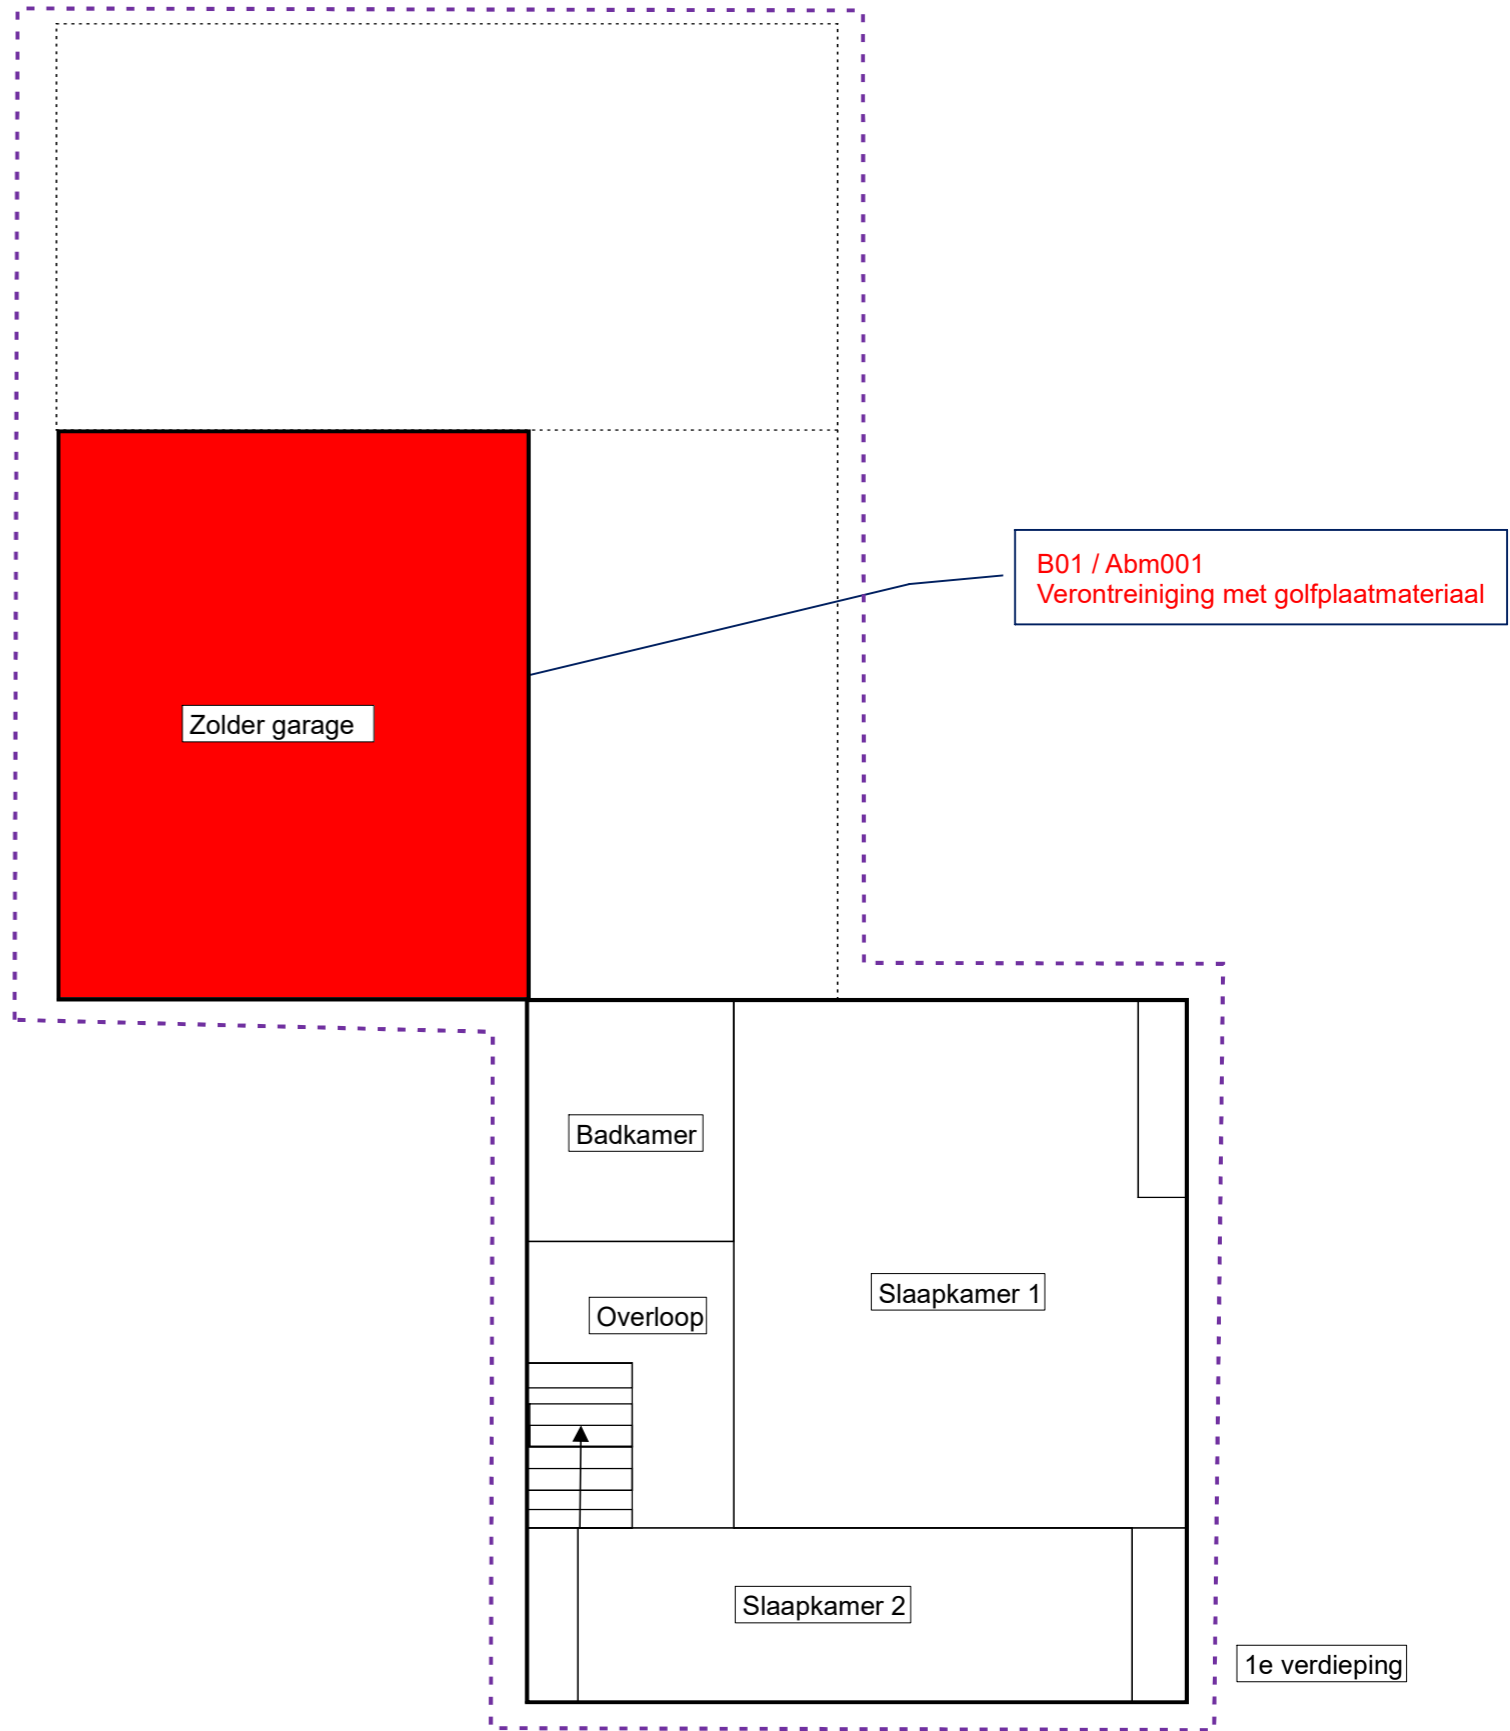 B01 / Abm001
Verontreiniging met golfplaatmateriaal
Zolder garage
Badkamer
Slaapkamer 1
Overloop
Slaapkamer 2
1e verdieping